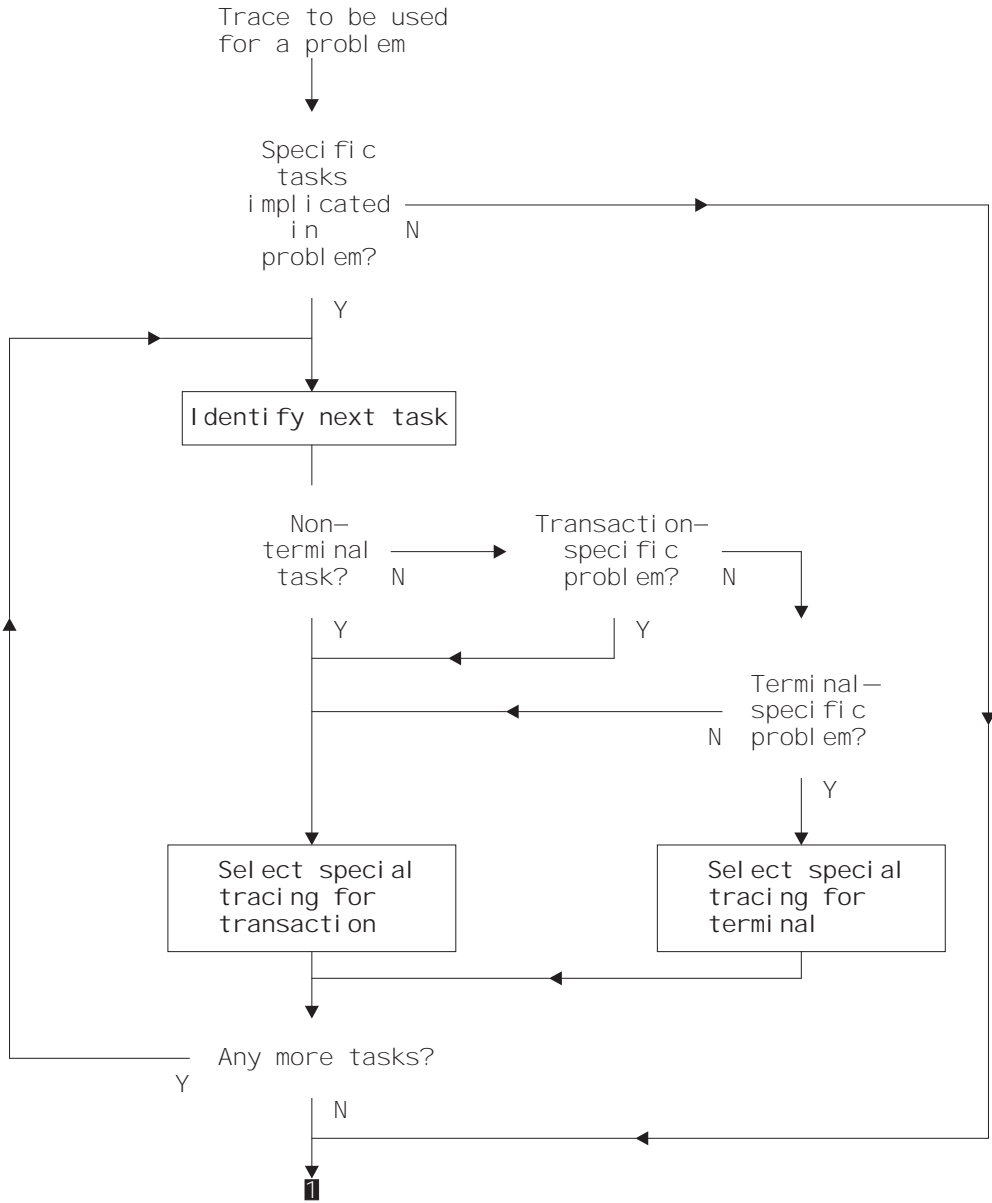 Trace to be used
for a problem
Specific
tasks
implicated
in
N
problem?
Y
Identify next task
Non—
terminal
task?
N
Transaction—
specific
problem?
N
Y
Y
Terminal—
specific
problem?
N
Y
Select special
tracing for
transaction
Select special
tracing for
terminal
Any more tasks?
Y
N
1